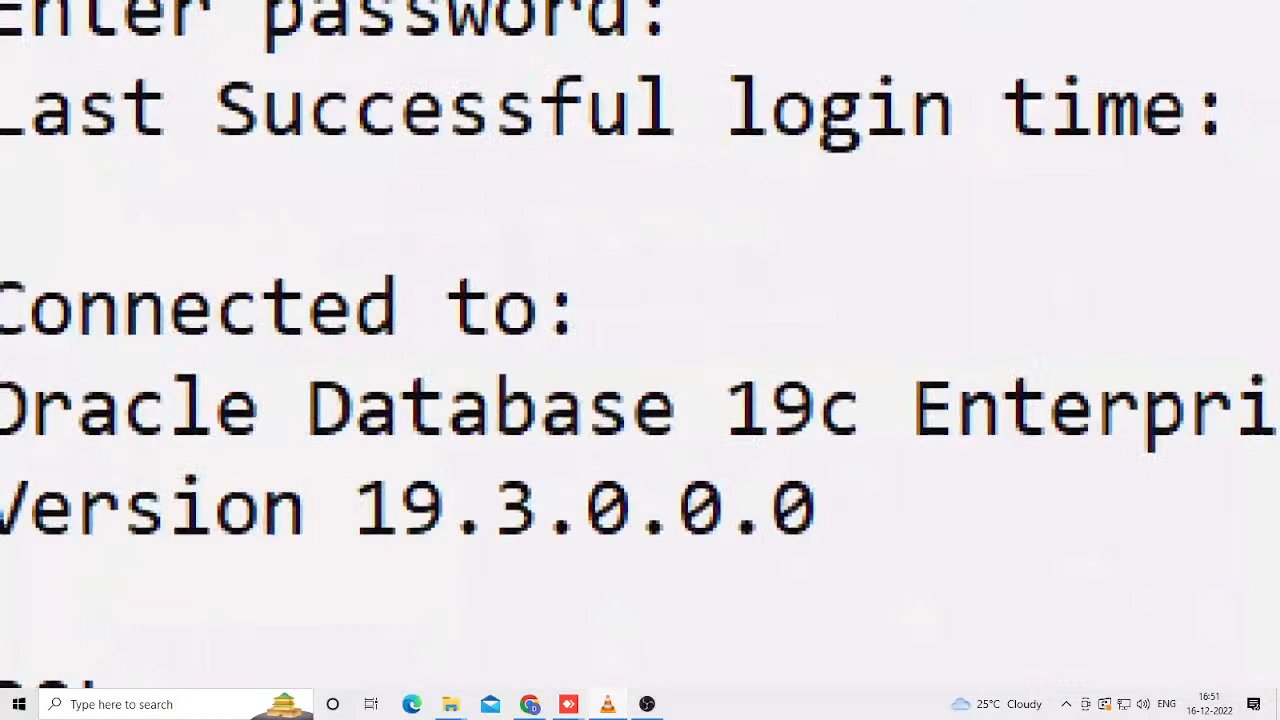 Enter password:
Last Successful login time:
Connected to:
Oracle Database 19c Enterpri
Version 19.3.0.0.0
Type here to search
25°C Cloudy
ENG
16:51
16-12-2022